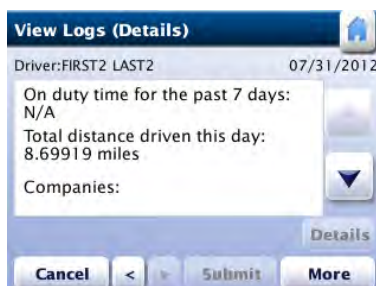 View Logs (Details)
Driver:FIRST2 LAST2 07/31/2012
On duty time for the past 7 days:
N/A
Total distance driven this day:
8.69919 miles
Companies:
Details
Cancel < > Submit More